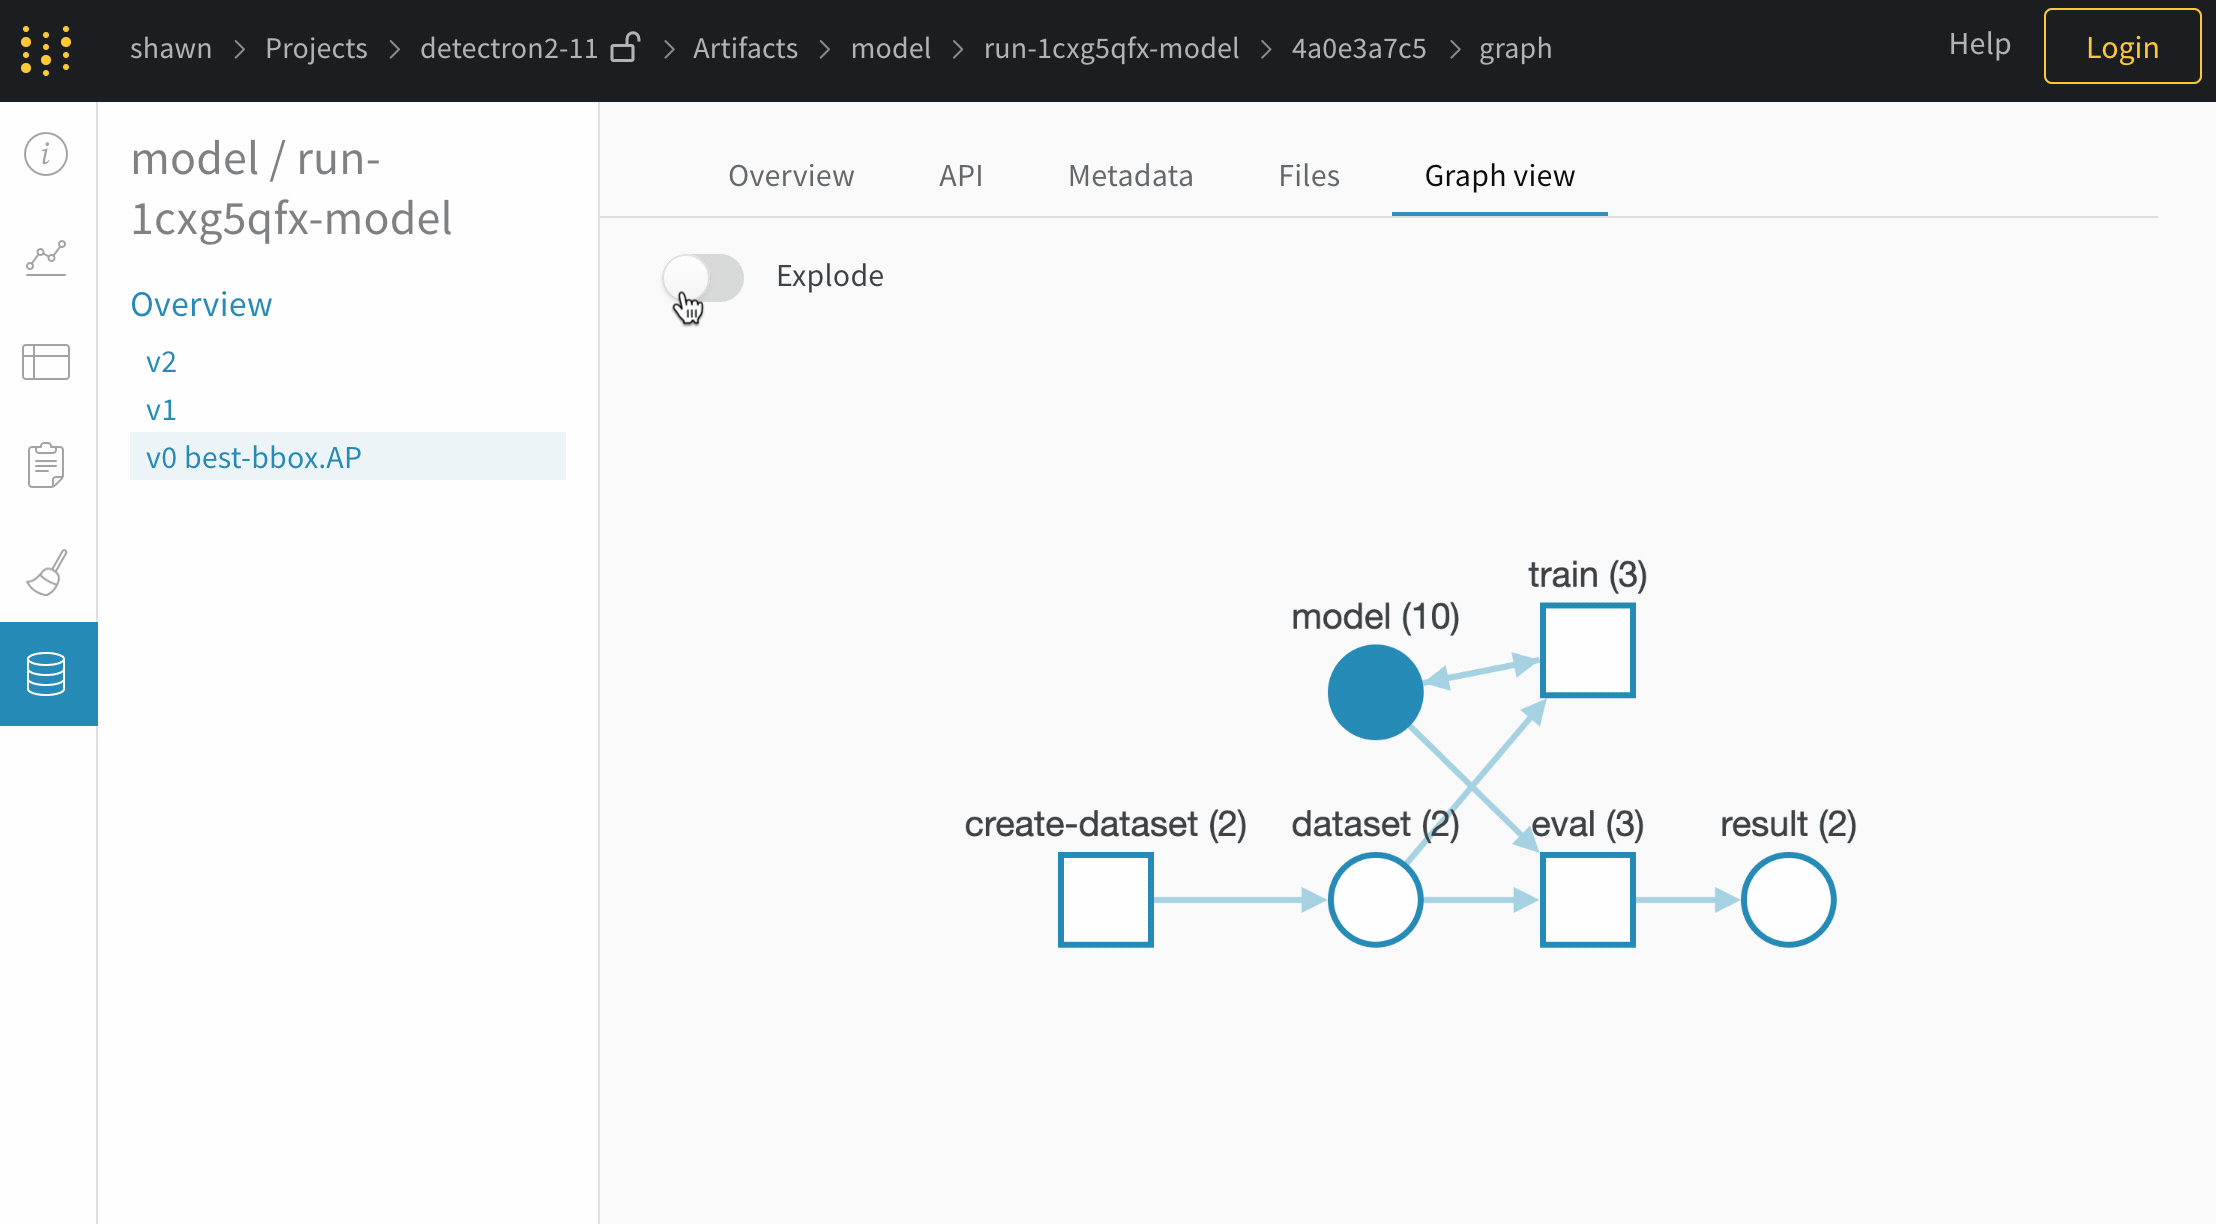 shawn > Projects > detectron2-11 > Artifacts > model > run-1cxg5qfx-model > 4a0e3a7c5 > graph
Help
Login
model / run-
1cxg5qfx-model
Overview
v2
v1
v0 best-bbox.AP
Overview API Metadata Files Graph view
Explode
train (3)
model (10)
create-dataset (2) dataset (2) eval (3) result (2)